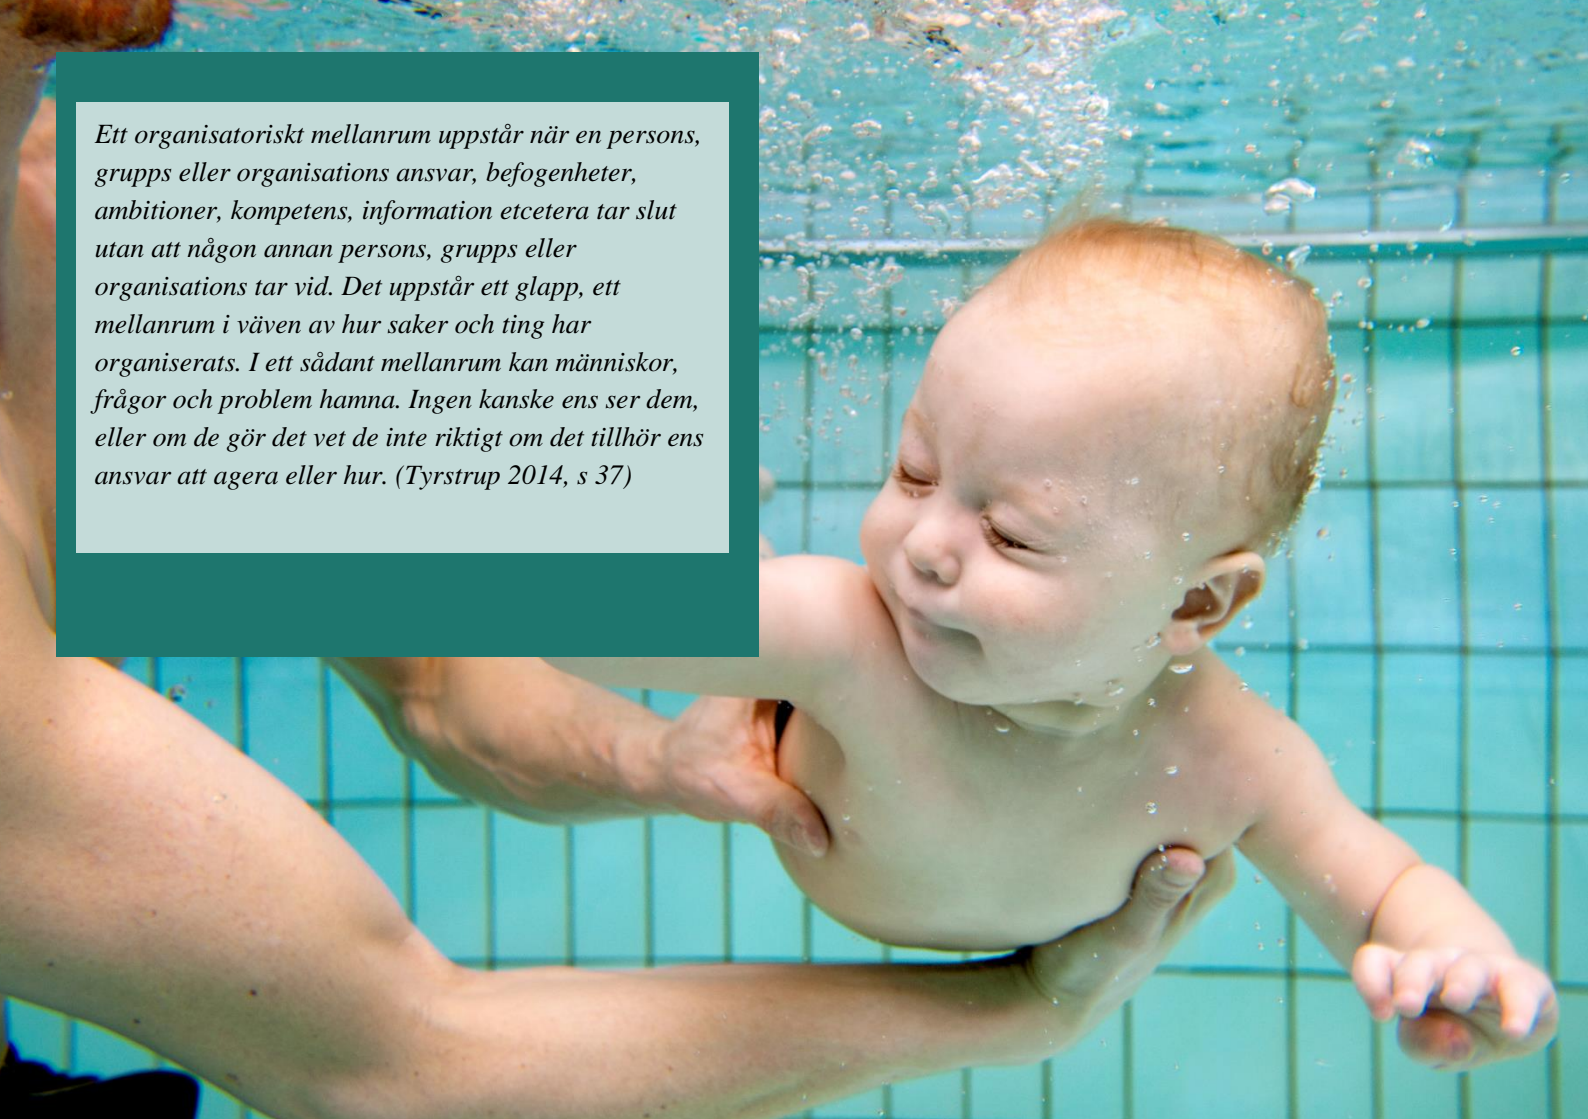 Ett organisatoriskt mellanrum uppstår när en persons,
grupps eller organisations ansvar, befogenheter,
ambitioner, kompetens, information etcetera tar slut
utan att någon annan persons, grupps eller
organisations tar vid. Det uppstår ett glapp, ett
mellanrum i väven av hur saker och ting har
organiserats. I ett sådant mellanrum kan människor,
frågor och problem hamna. Ingen kanske ens ser dem,
eller om de gör det vet de inte riktigt om det tillhör ens
ansvar att agera eller hur. (Tyrstrup 2014, s 37)